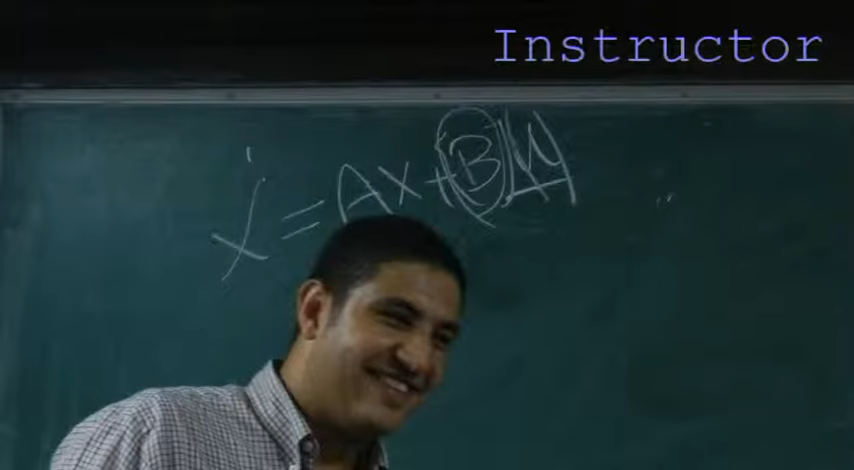 Instructor
ẋ = Ax + Bu